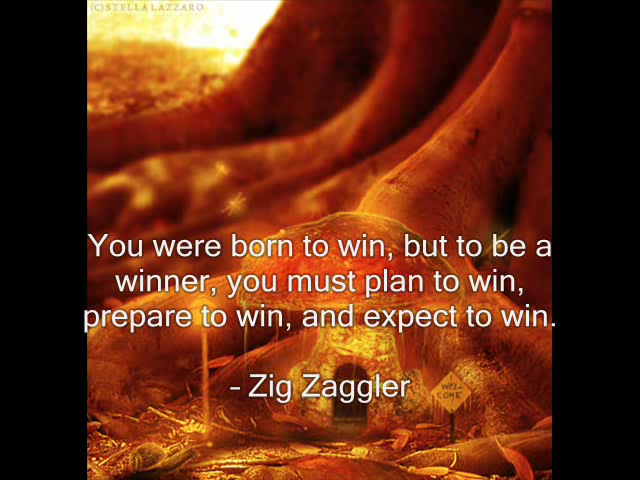 (C)STELLA LAZZARO
You were born to win, but to be a
winner, you must plan to win,
prepare to win, and expect to win.
- Zig Zaggler
WEL-
COME